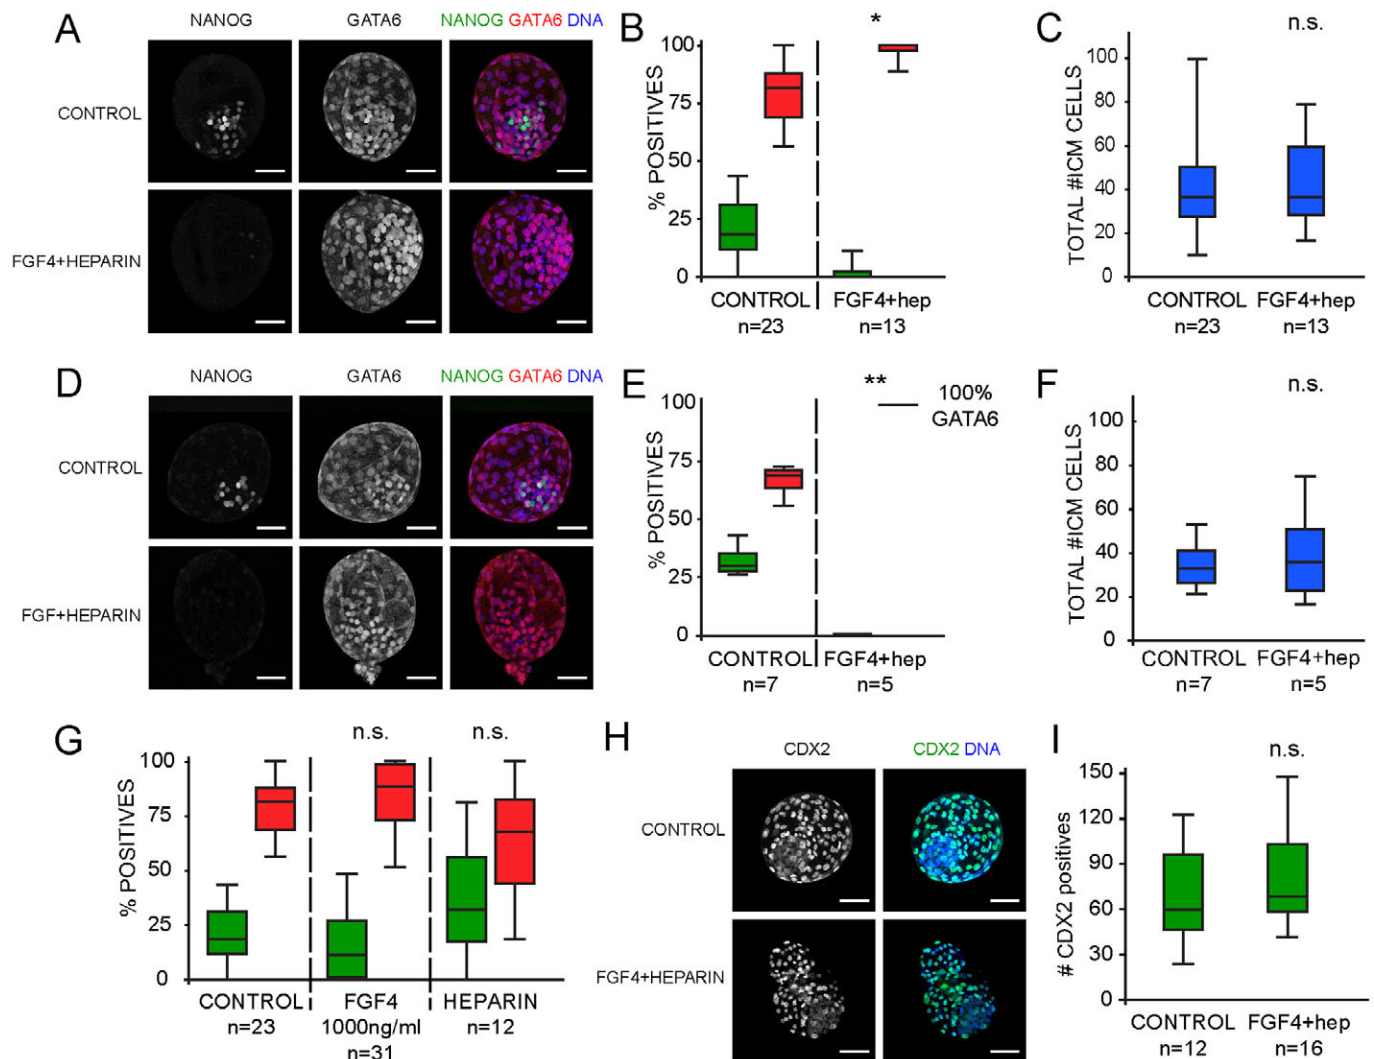 A
NANOG GATA6 NANOG GATA6 DNA
CONTROL
FGF4+HEPARIN
B
*
% POSITIVES
100
75
50
25
0
CONTROL FGF4+hep
n=23 n=13
C
n.s.
TOTAL #ICM CELLS
100
80
60
40
20
0
CONTROL FGF4+hep
n=23 n=13
D
NANOG GATA6 NANOG GATA6 DNA
CONTROL
FGF+HEPARIN
E
**
100%
GATA6
% POSITIVES
100
75
50
25
0
CONTROL FGF4+hep
n=7 n=5
F
n.s.
TOTAL #ICM CELLS
100
80
60
40
20
0
CONTROL FGF4+hep
n=7 n=5
G
n.s. n.s.
% POSITIVES
100
75
50
25
0
CONTROL FGF4 HEPARIN
n=23 1000ng/ml n=12
n=31
H
CDX2 CDX2 DNA
CONTROL
FGF4+HEPARIN
I
n.s.
# CDX2 positives
150
120
90
60
30
0
CONTROL FGF4+hep
n=12 n=16